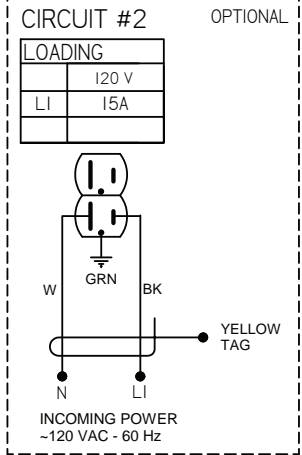 CIRCUIT #2 OPTIONAL
LOADING
120 V
L1 15A
GRN
W BK
YELLOW
TAG
N L1
INCOMING POWER
~120 VAC - 60 Hz